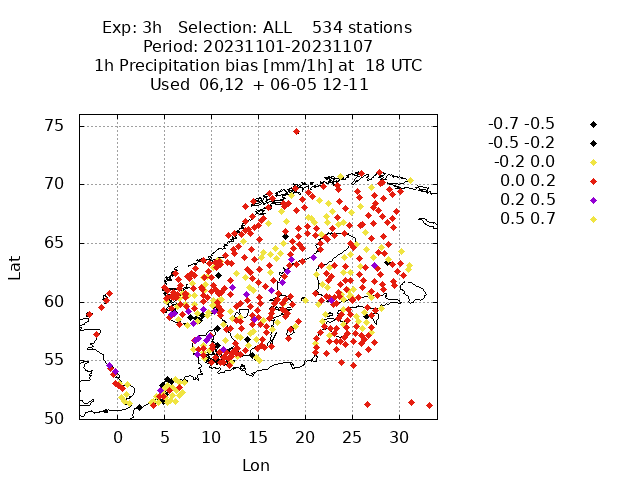 Exp: 3h   Selection: ALL    534 stations
Period: 20231101-20231107
1h Precipitation bias [mm/1h] at  18 UTC
Used  06,12  + 06-05 12-11
-0.7 -0.5
-0.5 -0.2
-0.2 0.0
0.0 0.2
0.2 0.5
0.5 0.7
75
70
65
60
55
50
Lat
0 5 10 15 20 25 30
Lon